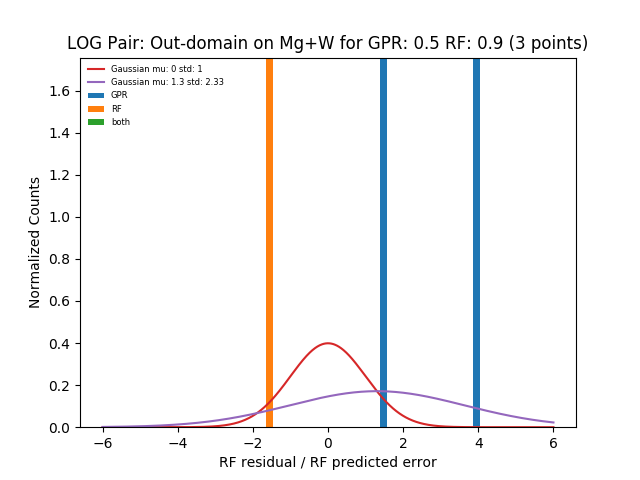 LOG Pair: Out-domain on Mg+W for GPR: 0.5 RF: 0.9 (3 points)
Gaussian mu: 0 std: 1
Gaussian mu: 1.3 std: 2.33
GPR
RF
both
Normalized Counts
1.6
1.4
1.2
1.0
0.8
0.6
0.4
0.2
0.0
−6
−4
−2
0
2
4
6
RF residual / RF predicted error